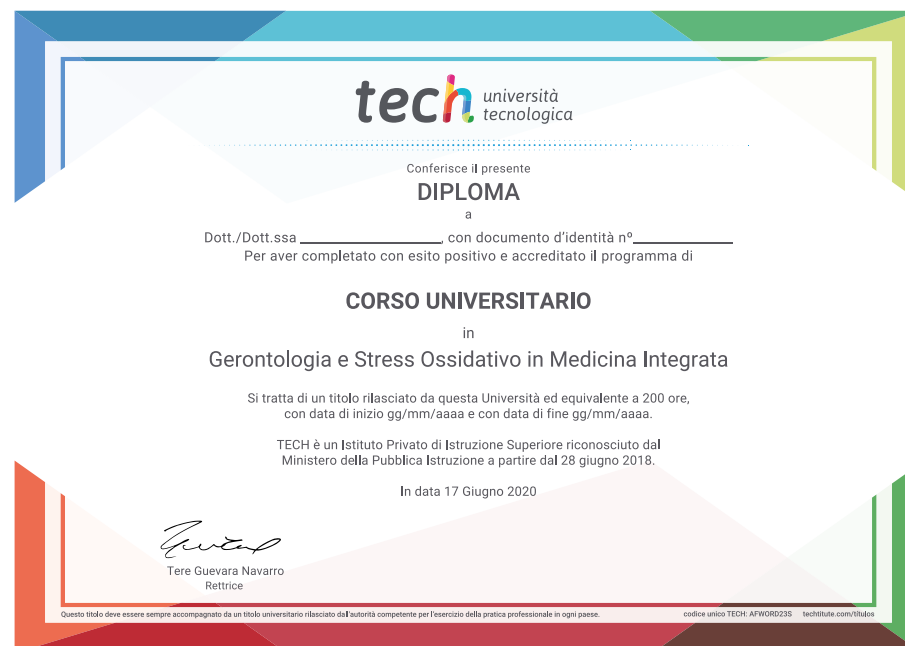 tech università
tecnologica
Conferisce il presente
DIPLOMA
a
Dott./Dott.ssa ____________________, con documento d'identità nº______________
Per aver completato con esito positivo e accreditato il programma di
CORSO UNIVERSITARIO
in
Gerontologia e Stress Ossidativo in Medicina Integrata
Si tratta di un titolo rilasciato da questa Università ed equivalente a 200 ore,
con data di inizio gg/mm/aaaa e con data di fine gg/mm/aaaa.
TECH è un Istituto Privato di Istruzione Superiore riconosciuto dal
Ministero della Pubblica Istruzione a partire dal 28 giugno 2018.
In data 17 Giugno 2020
Tere Guevara Navarro
Rettrice
Questo titolo deve essere sempre accompagnato da un titolo universitario rilasciato dall'autorità competente per l'esercizio della pratica professionale in ogni paese. codice unico TECH: AFWORD23S techtitute.com/titulos